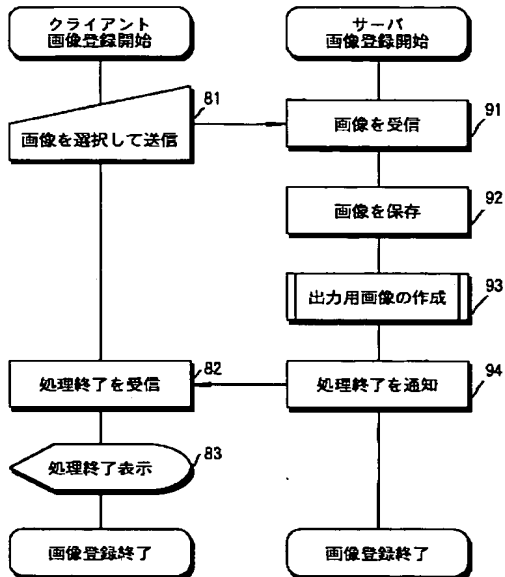 クライアント
画像登録開始
サーバ
画像登録開始
81
画像を選択して送信
画像を受信
91
画像を保存
92
出力用画像の作成
93
処理終了を受信
82
処理終了を通知
94
処理終了表示
83
画像登録終了
画像登録終了